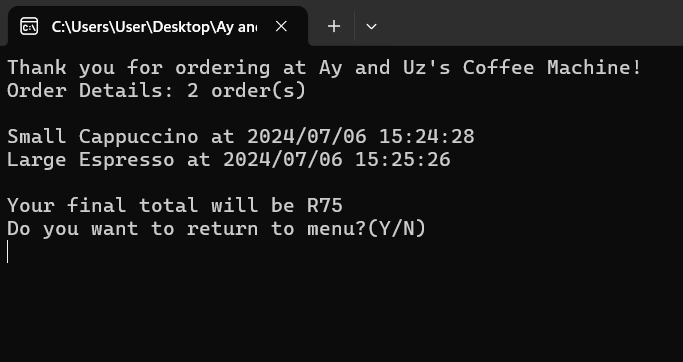 C:\Users\User\Desktop\Ay an
Thank you for ordering at Ay and Uz's Coffee Machine!
Order Details: 2 order(s)
Small Cappuccino at 2024/07/06 15:24:28
Large Espresso at 2024/07/06 15:25:26
Your final total will be R75
Do you want to return to menu?(Y/N)